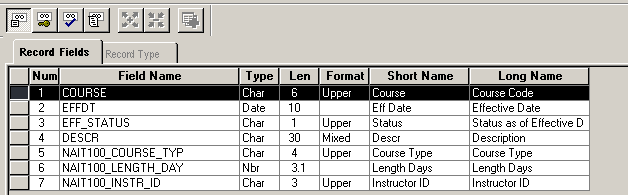 Record Fields Record Type
Num Field Name Type Len Format Short Name Long Name
1 COURSE Char 6 Upper Course Course Code
2 EFFDT Date 10 Eff Date Effective Date
3 EFF_STATUS Char 1 Upper Status Status as of Effective D
4 DESCR Char 30 Mixed Descr Description
5 NAIT100_COURSE_TYP Char 4 Upper Course Type Course Type
6 NAIT100_LENGTH_DAY Nbr 3.1 Length Days Length Days
7 NAIT100_INSTR_ID Char 3 Upper Instructor ID Instructor ID